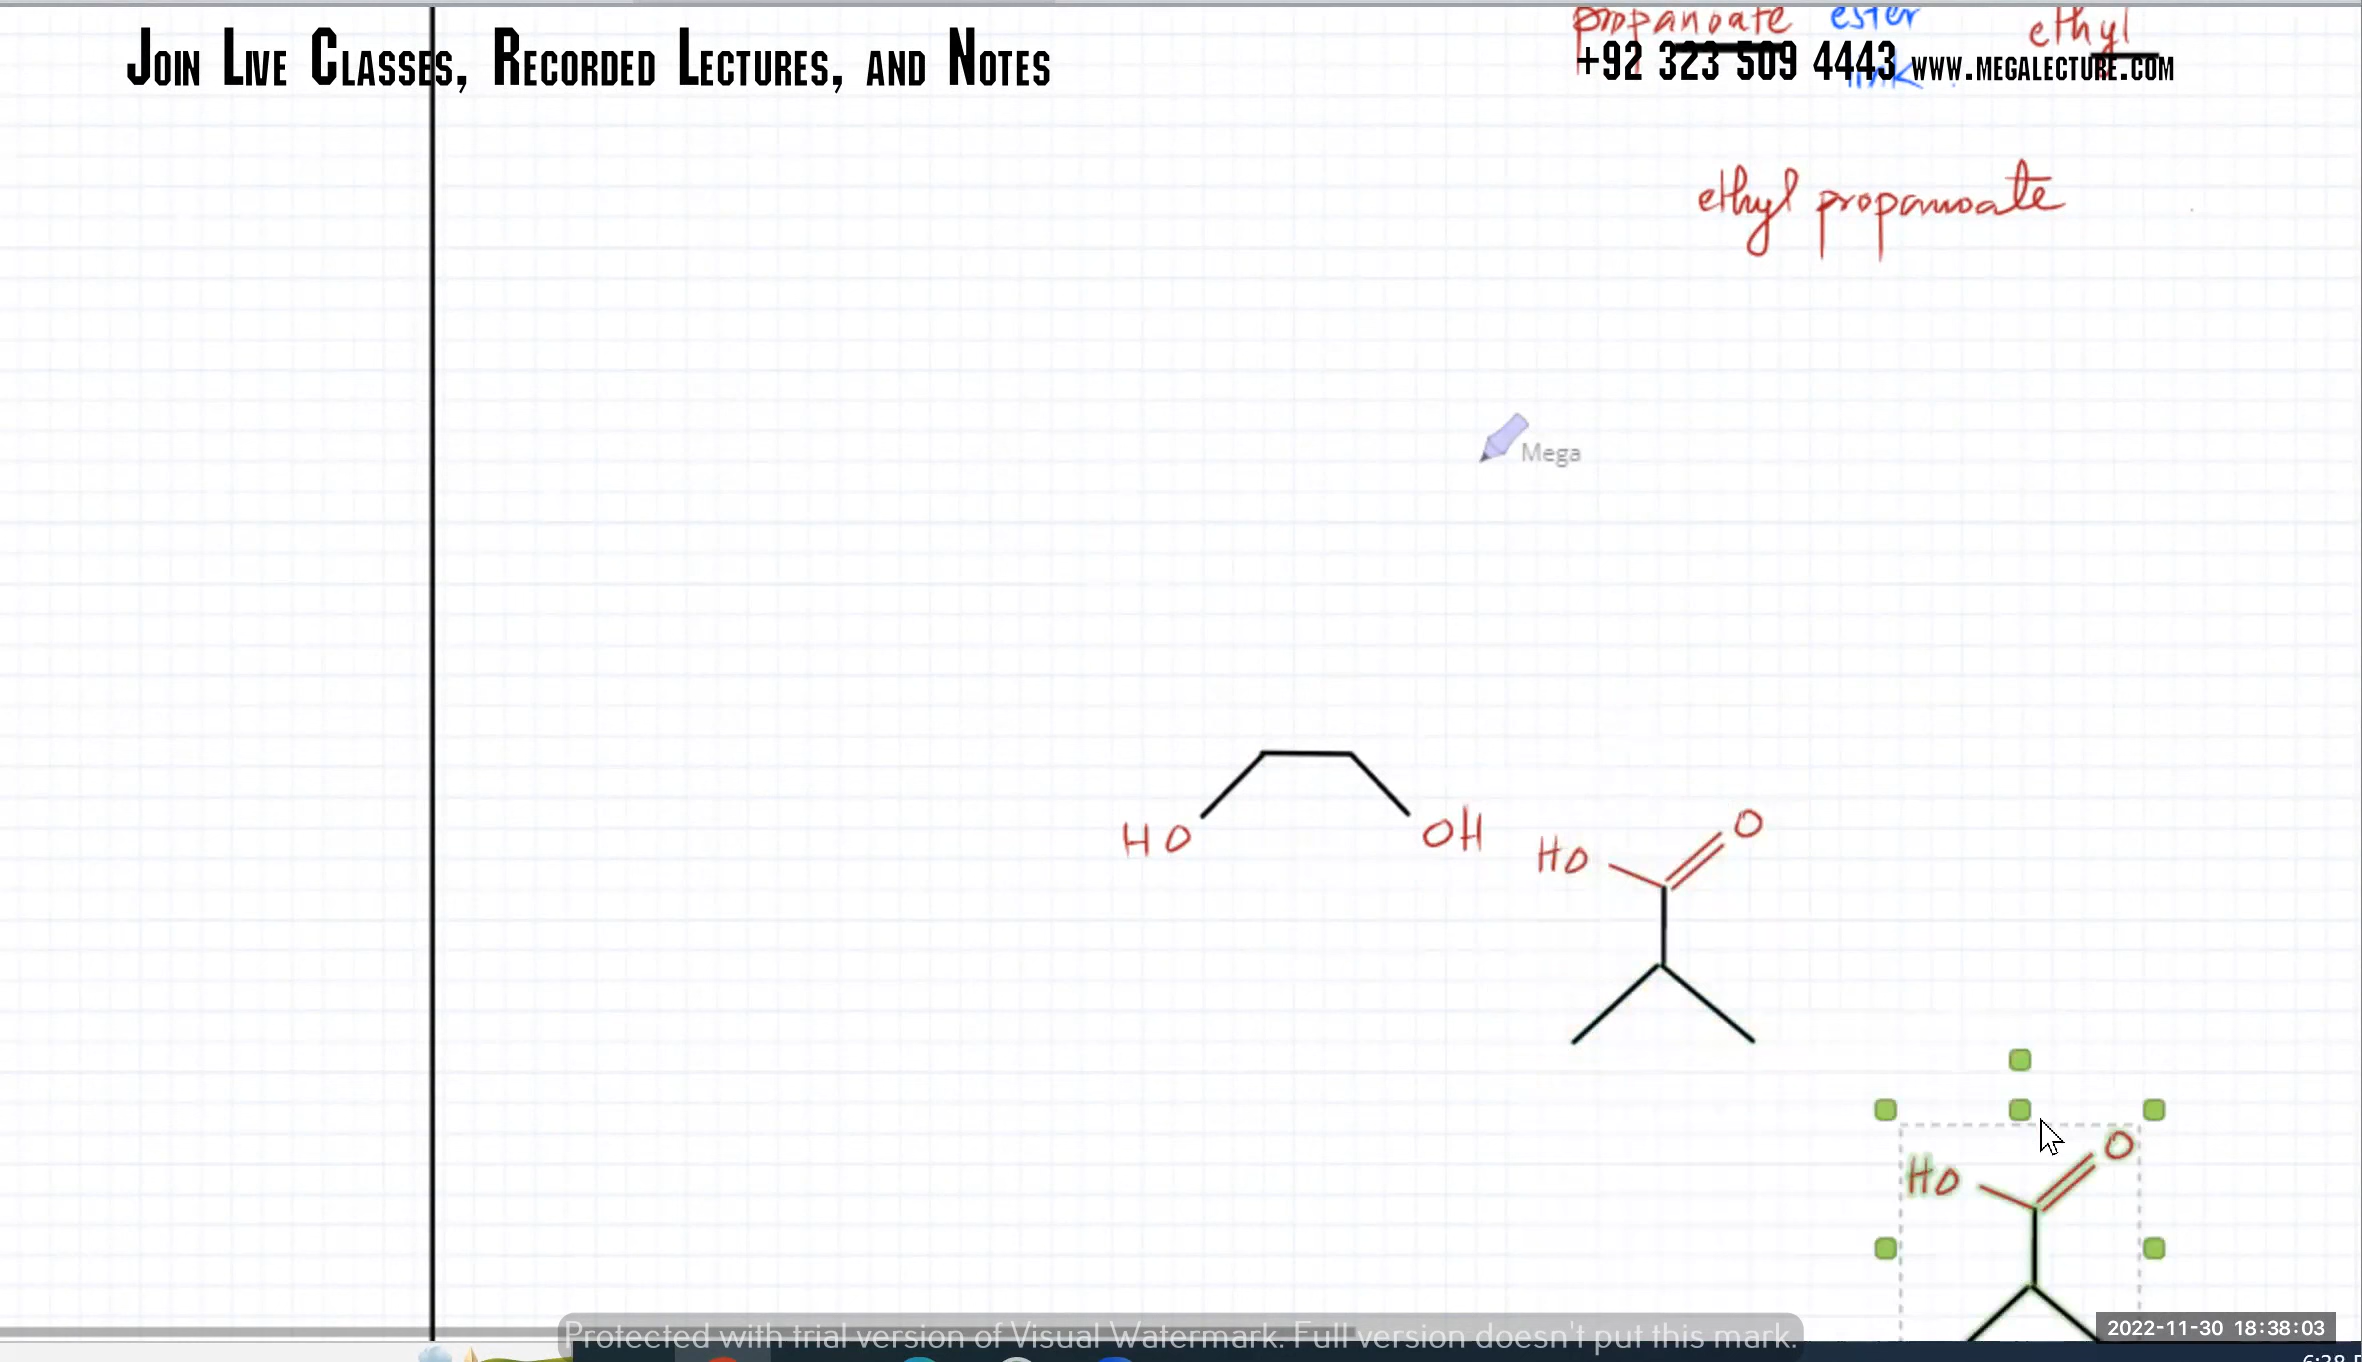 propanoate ester ethyl
JOIN LIVE CLASSES, RECORDED LECTURES, AND NOTES
+92 323 509 4443 WWW.MEGALECTURE.COM
link
ethyl propanoate
Mega
HO OH
HO O
HO O
Protected with trial version of Visual Watermark. Full version doesn't put this mark.
2022-11-30 18:38:03